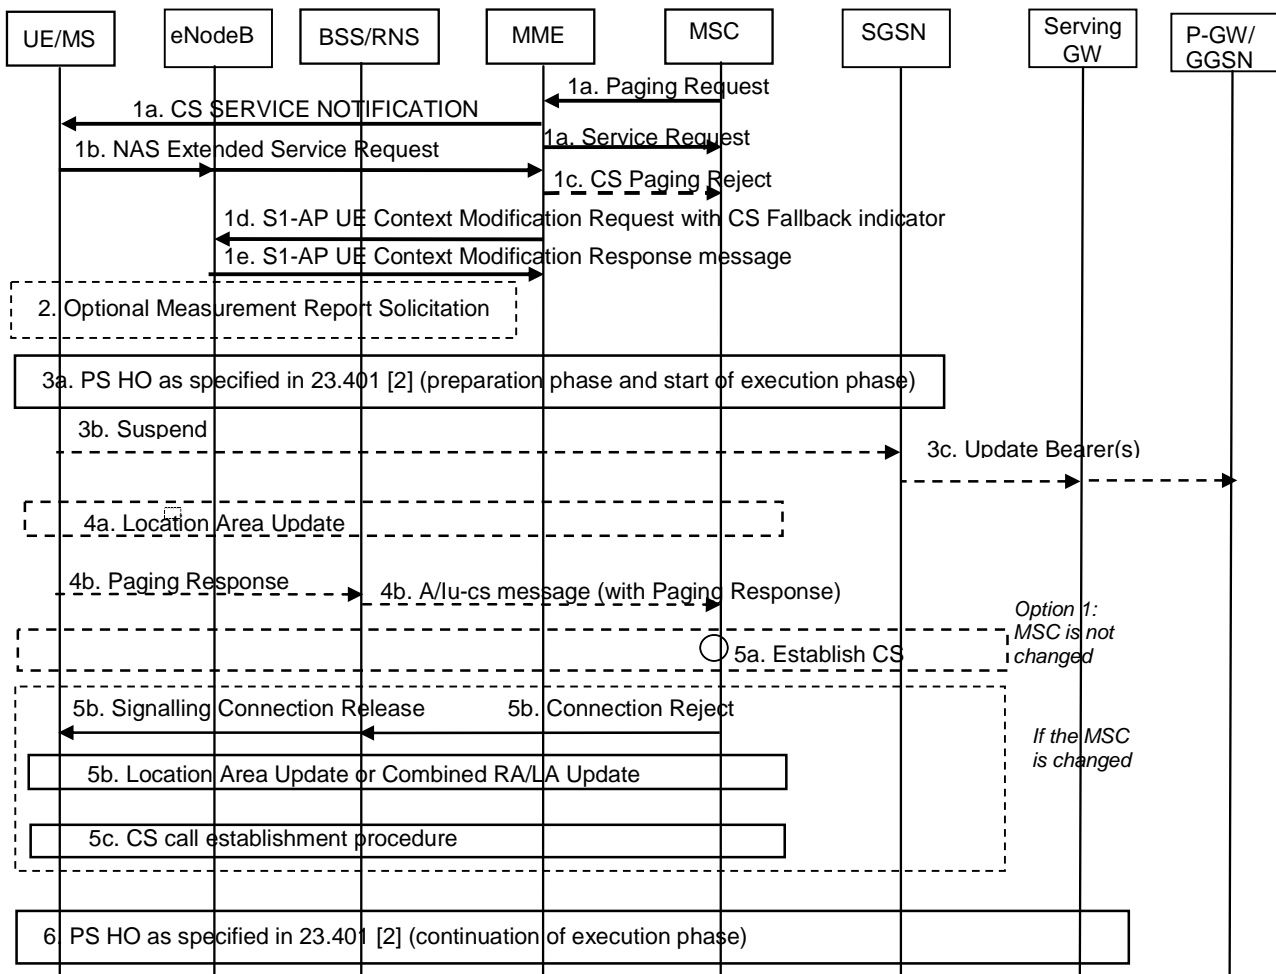 UE/MS
eNodeB
BSS/RNS
MME
MSC
SGSN
Serving
GW
P-GW/
GGSN
1a. Paging Request
1a. CS SERVICE NOTIFICATION
1a. Service Request
1b. NAS Extended Service Request
1c. CS Paging Reject
1d. S1-AP UE Context Modification Request with CS Fallback indicator
1e. S1-AP UE Context Modification Response message
2. Optional Measurement Report Solicitation
3a. PS HO as specified in 23.401 [2] (preparation phase and start of execution phase)
3b. Suspend
3c. Update Bearer(s)
4a. Location Area Update
4b. Paging Response
4b. A/Iu-cs message (with Paging Response)
Option 1:
MSC is not
changed
5a. Establish CS
5b. Signalling Connection Release
5b. Connection Reject
If the MSC
is changed
5b. Location Area Update or Combined RA/LA Update
5c. CS call establishment procedure
6. PS HO as specified in 23.401 [2] (continuation of execution phase)